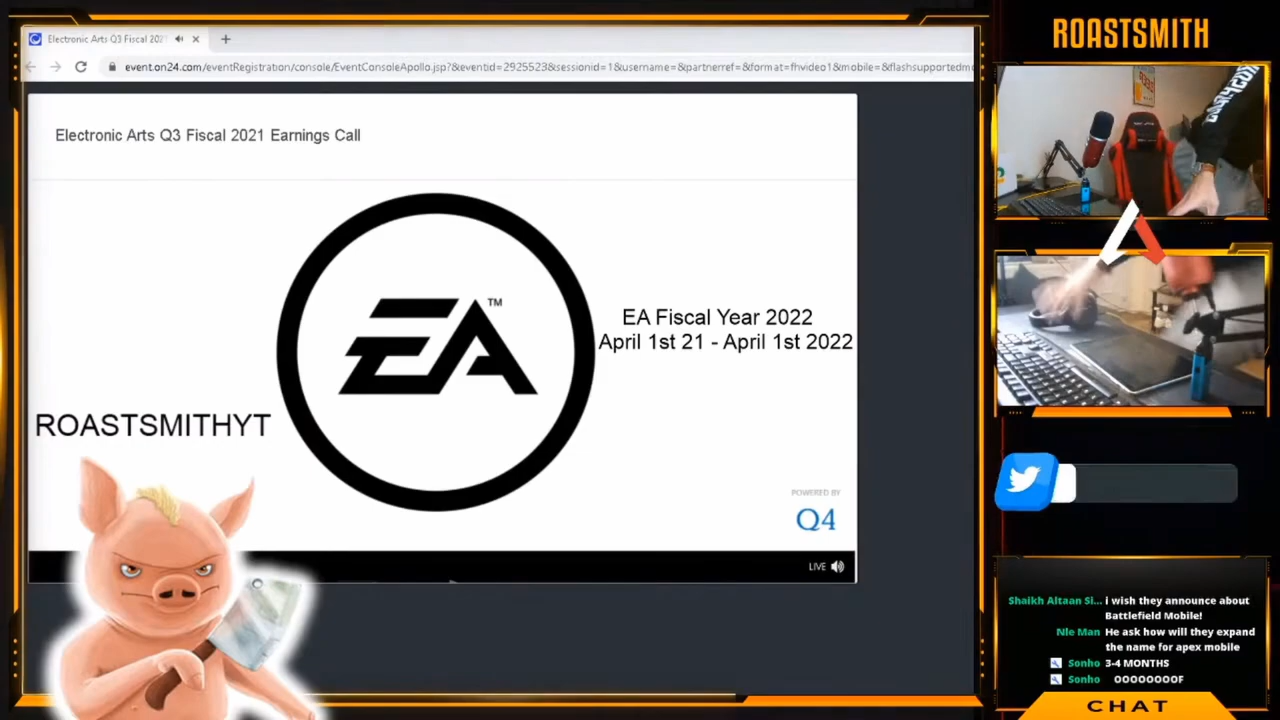 Electronic Arts Q3 Fiscal 202
event.on24.com/eventRegistration/console/EventConsoleApollo.jsp?&eventid=2925523&sessionid=1&username=&partnerref=&format=fhvideo1&mobile=&flashsupportedm
Electronic Arts Q3 Fiscal 2021 Earnings Call
EA™
EA Fiscal Year 2022
April 1st 21 - April 1st 2022
ROASTSMITHYT
POWERED BY
Q4
LIVE
ROASTSMITH
Shaikh Altaan Si... i wish they announce about
Battlefield Mobile!
Nle Man He ask how will they expand
the name for apex mobile
Sonho 3-4 MONTHS
Sonho OOOOOOOOF
CHAT